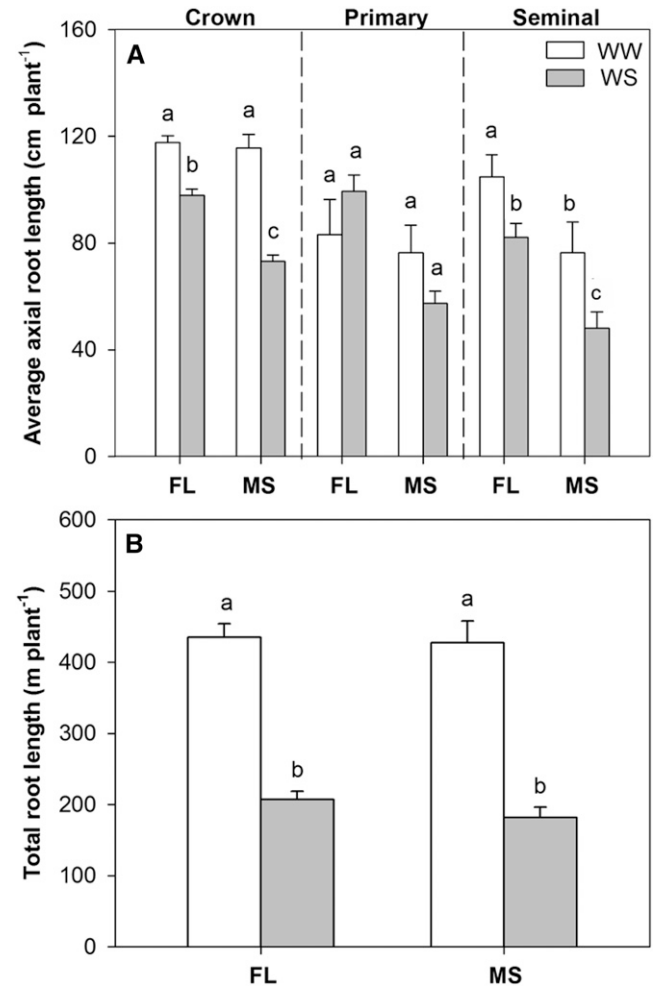 Crown Primary Seminal
A
WW
WS
Average axial root length (cm plant⁻¹)
160
120
80
40
0
a b a c a a a a a b b c
FL MS FL MS FL MS
B
Total root length (m plant⁻¹)
600
500
400
300
200
100
0
a b a b
FL MS